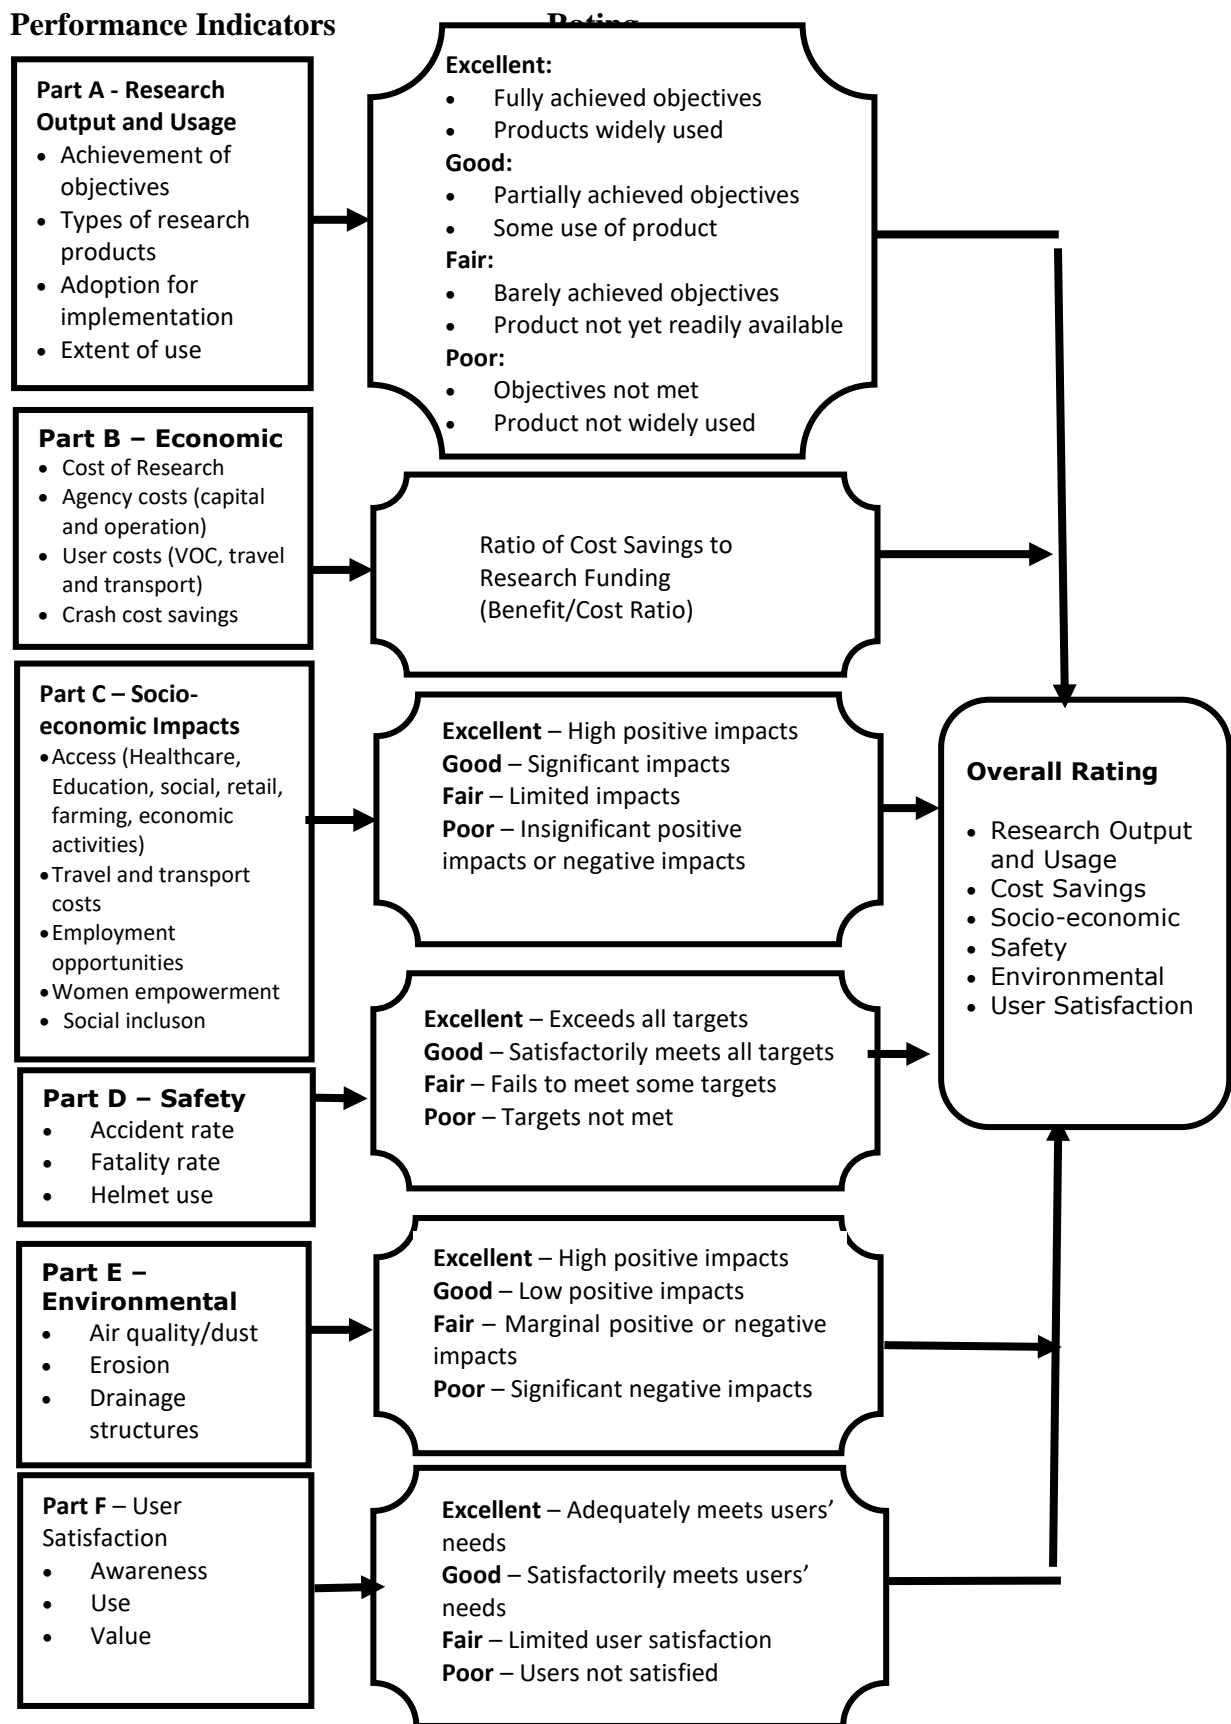 Performance Indicators
Rating
Part A - Research
Output and Usage
• Achievement of
objectives
• Types of research
products
• Adoption for
implementation
• Extent of use
Excellent:
• Fully achieved objectives
• Products widely used
Good:
• Partially achieved objectives
• Some use of product
Fair:
• Barely achieved objectives
• Product not yet readily available
Poor:
• Objectives not met
• Product not widely used
Part B – Economic
• Cost of Research
• Agency costs (capital
and operation)
• User costs (VOC, travel
and transport)
• Crash cost savings
Ratio of Cost Savings to
Research Funding
(Benefit/Cost Ratio)
Part C – Socio-
economic Impacts
• Access (Healthcare,
Education, social, retail,
farming, economic
activities)
• Travel and transport
costs
• Employment
opportunities
• Women empowerment
• Social incluson
Excellent – High positive impacts
Good – Significant impacts
Fair – Limited impacts
Poor – Insignificant positive
impacts or negative impacts
Part D – Safety
• Accident rate
• Fatality rate
• Helmet use
Excellent – Exceeds all targets
Good – Satisfactorily meets all targets
Fair – Fails to meet some targets
Poor – Targets not met
Part E –
Environmental
• Air quality/dust
• Erosion
• Drainage
structures
Excellent – High positive impacts
Good – Low positive impacts
Fair – Marginal positive or negative
impacts
Poor – Significant negative impacts
Part F – User
Satisfaction
• Awareness
• Use
• Value
Excellent – Adequately meets users’
needs
Good – Satisfactorily meets users’
needs
Fair – Limited user satisfaction
Poor – Users not satisfied
Overall Rating
• Research Output
and Usage
• Cost Savings
• Socio-economic
• Safety
• Environmental
• User Satisfaction